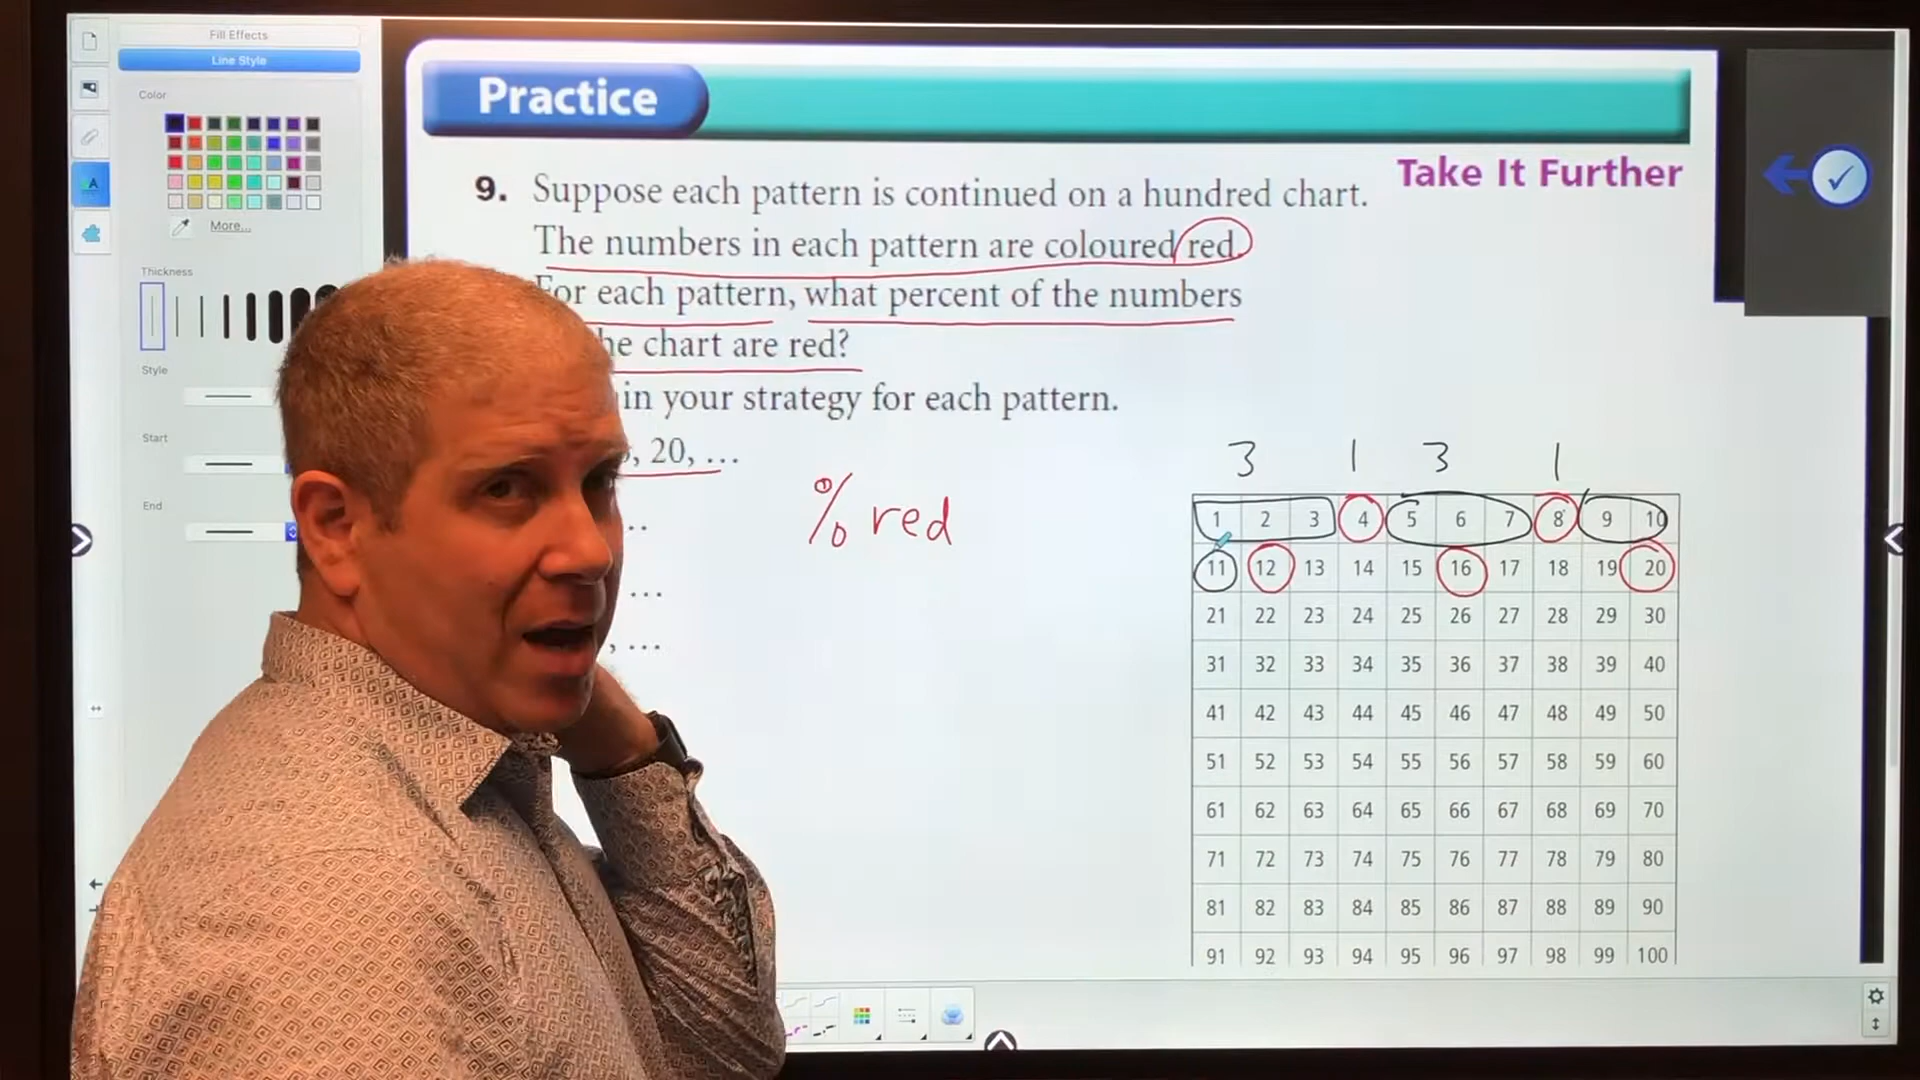 Fill Effects
Line Style
Color
More...
Thickness
Style
Start
End
Practice
Take It Further
9. Suppose each pattern is continued on a hundred chart.
The numbers in each pattern are coloured red.
For each pattern, what percent of the numbers
he chart are red?
in your strategy for each pattern.
, 20, …
…
…
, …
% red
3 1 3 1
1 2 3 4 5 6 7 8 9 10
11 12 13 14 15 16 17 18 19 20
21 22 23 24 25 26 27 28 29 30
31 32 33 34 35 36 37 38 39 40
41 42 43 44 45 46 47 48 49 50
51 52 53 54 55 56 57 58 59 60
61 62 63 64 65 66 67 68 69 70
71 72 73 74 75 76 77 78 79 80
81 82 83 84 85 86 87 88 89 90
91 92 93 94 95 96 97 98 99 100